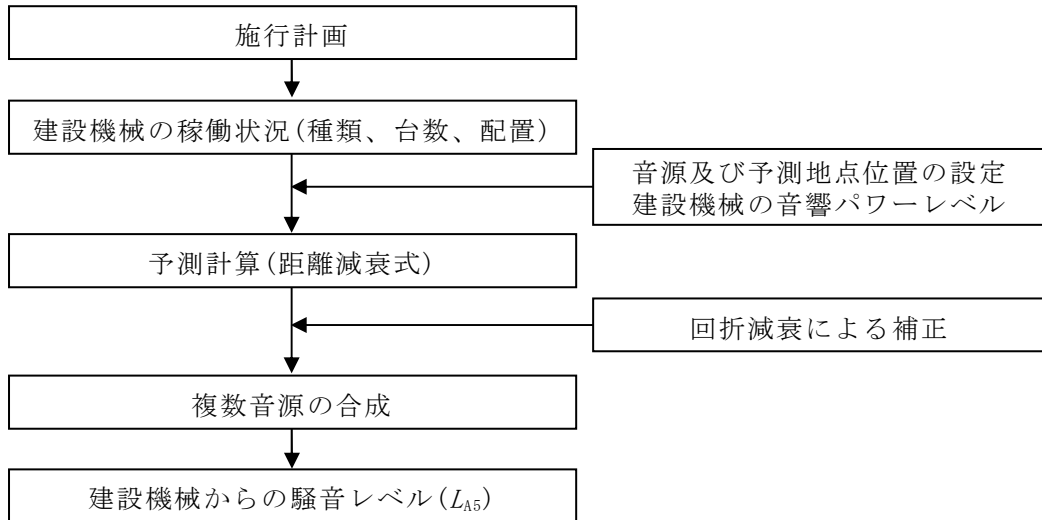 施行計画
建設機械の稼働状況(種類、台数、配置)
音源及び予測地点位置の設定
建設機械の音響パワーレベル
予測計算(距離減衰式)
回折減衰による補正
複数音源の合成
建設機械からの騒音レベル(LA5)